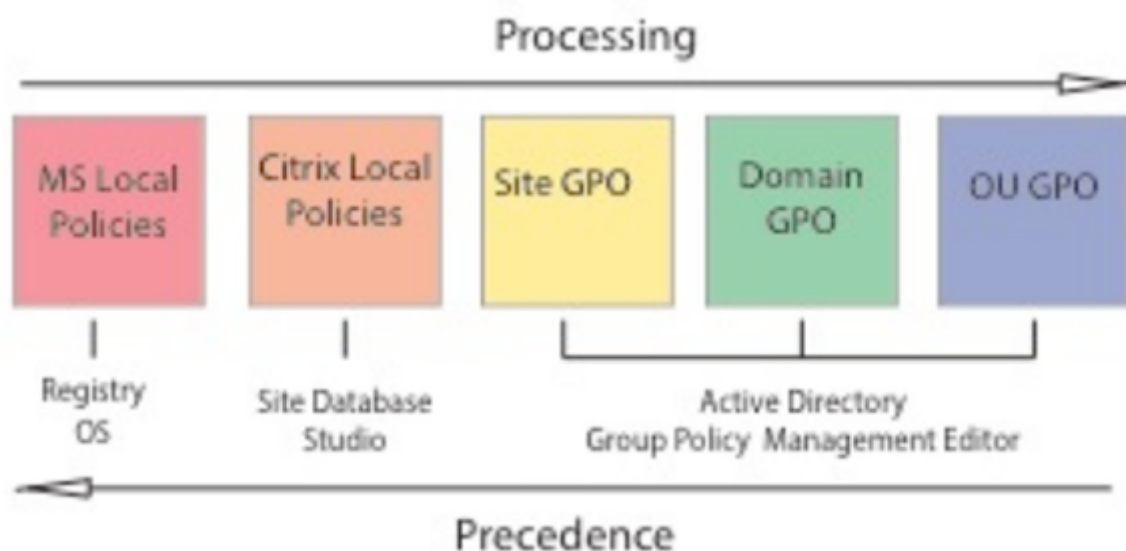 Processing
MS Local
Policies
Citrix Local
Policies
Site GPO
Domain
GPO
OU GPO
Registry
OS
Site Database
Studio
Active Directory
Group Policy Management Editor
Precedence